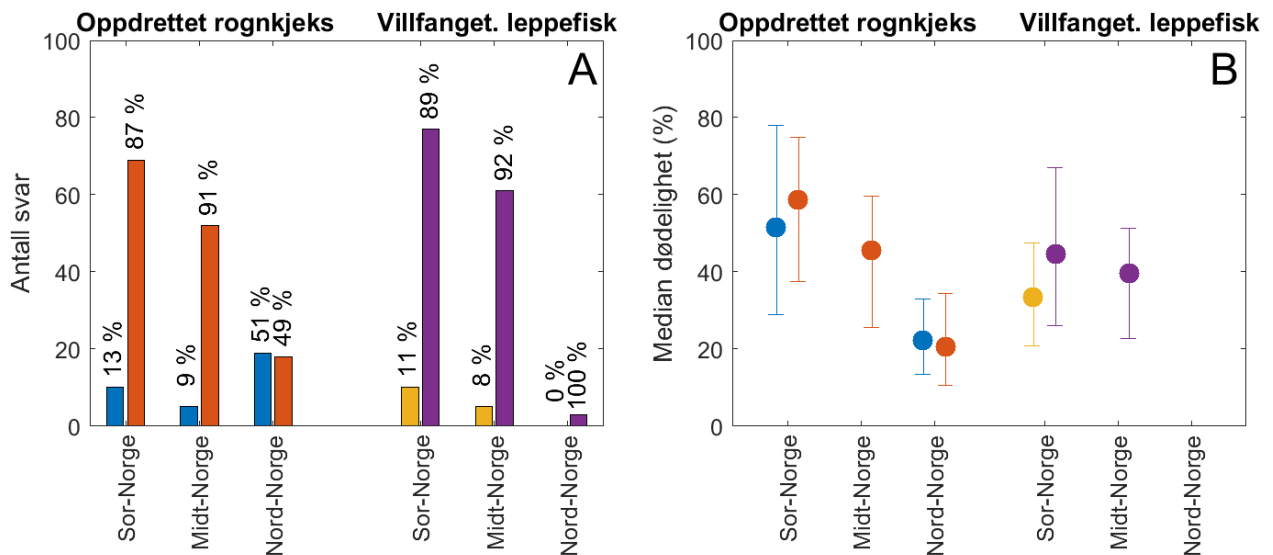 Oppdrettet rognkjeks
Villfanget. leppefisk
A
Antall svar
100
80
60
40
20
0
13 %
87 %
9 %
91 %
51 %
49 %
11 %
89 %
8 %
92 %
0 %
100 %
Sor-Norge
Midt-Norge
Nord-Norge
Sor-Norge
Midt-Norge
Nord-Norge
Oppdrettet rognkjeks
Villfanget. leppefisk
B
Median dødelighet (%)
100
80
60
40
20
0
Sor-Norge
Midt-Norge
Nord-Norge
Sor-Norge
Midt-Norge
Nord-Norge